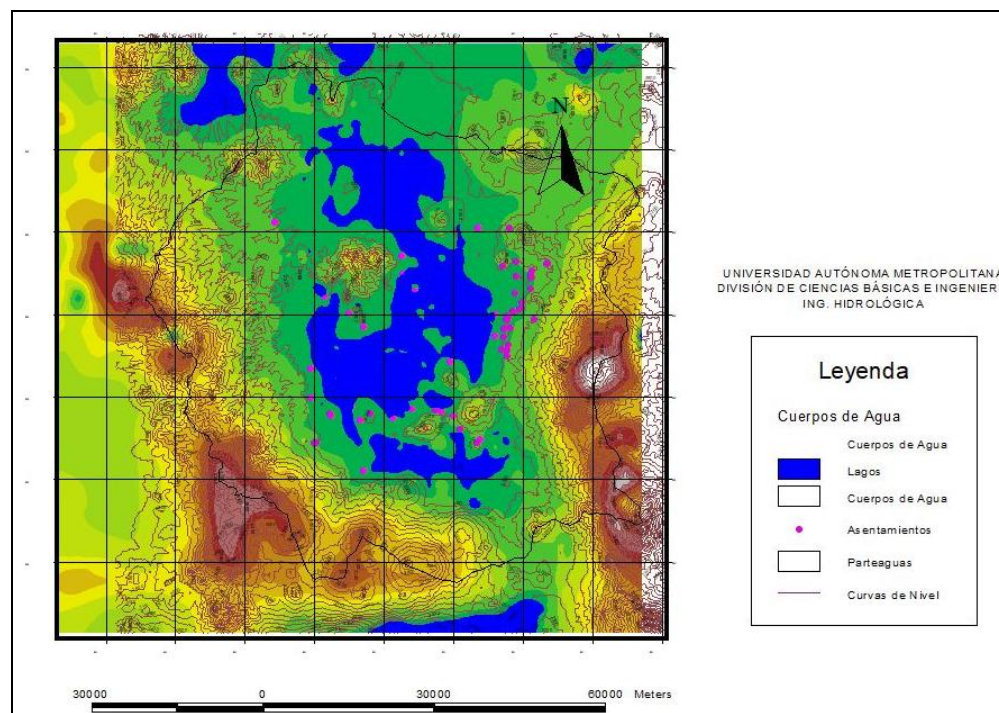 N
UNIVERSIDAD AUTÓNOMA METROPOLITANA
DIVISIÓN DE CIENCIAS BÁSICAS E INGENIER
ING. HIDROLÓGICA
Leyenda
Cuerpos de Agua
Cuerpos de Agua
Lagos
Cuerpos de Agua
Asentamientos
Parteaguas
Curvas de Nivel
30000 0 30000 60000 Meters